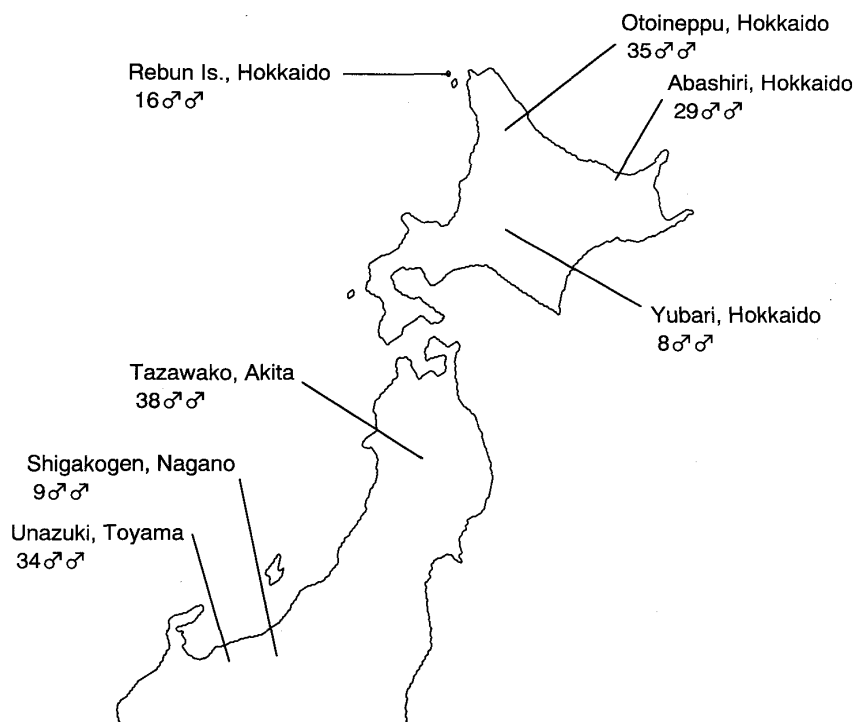 Otoineppu, Hokkaido
35♂♂
Rebun Is., Hokkaido
16♂♂
Abashiri, Hokkaido
29♂♂
Yubari, Hokkaido
8♂♂
Tazawako, Akita
38♂♂
Shigakogen, Nagano
9♂♂
Unazuki, Toyama
34♂♂